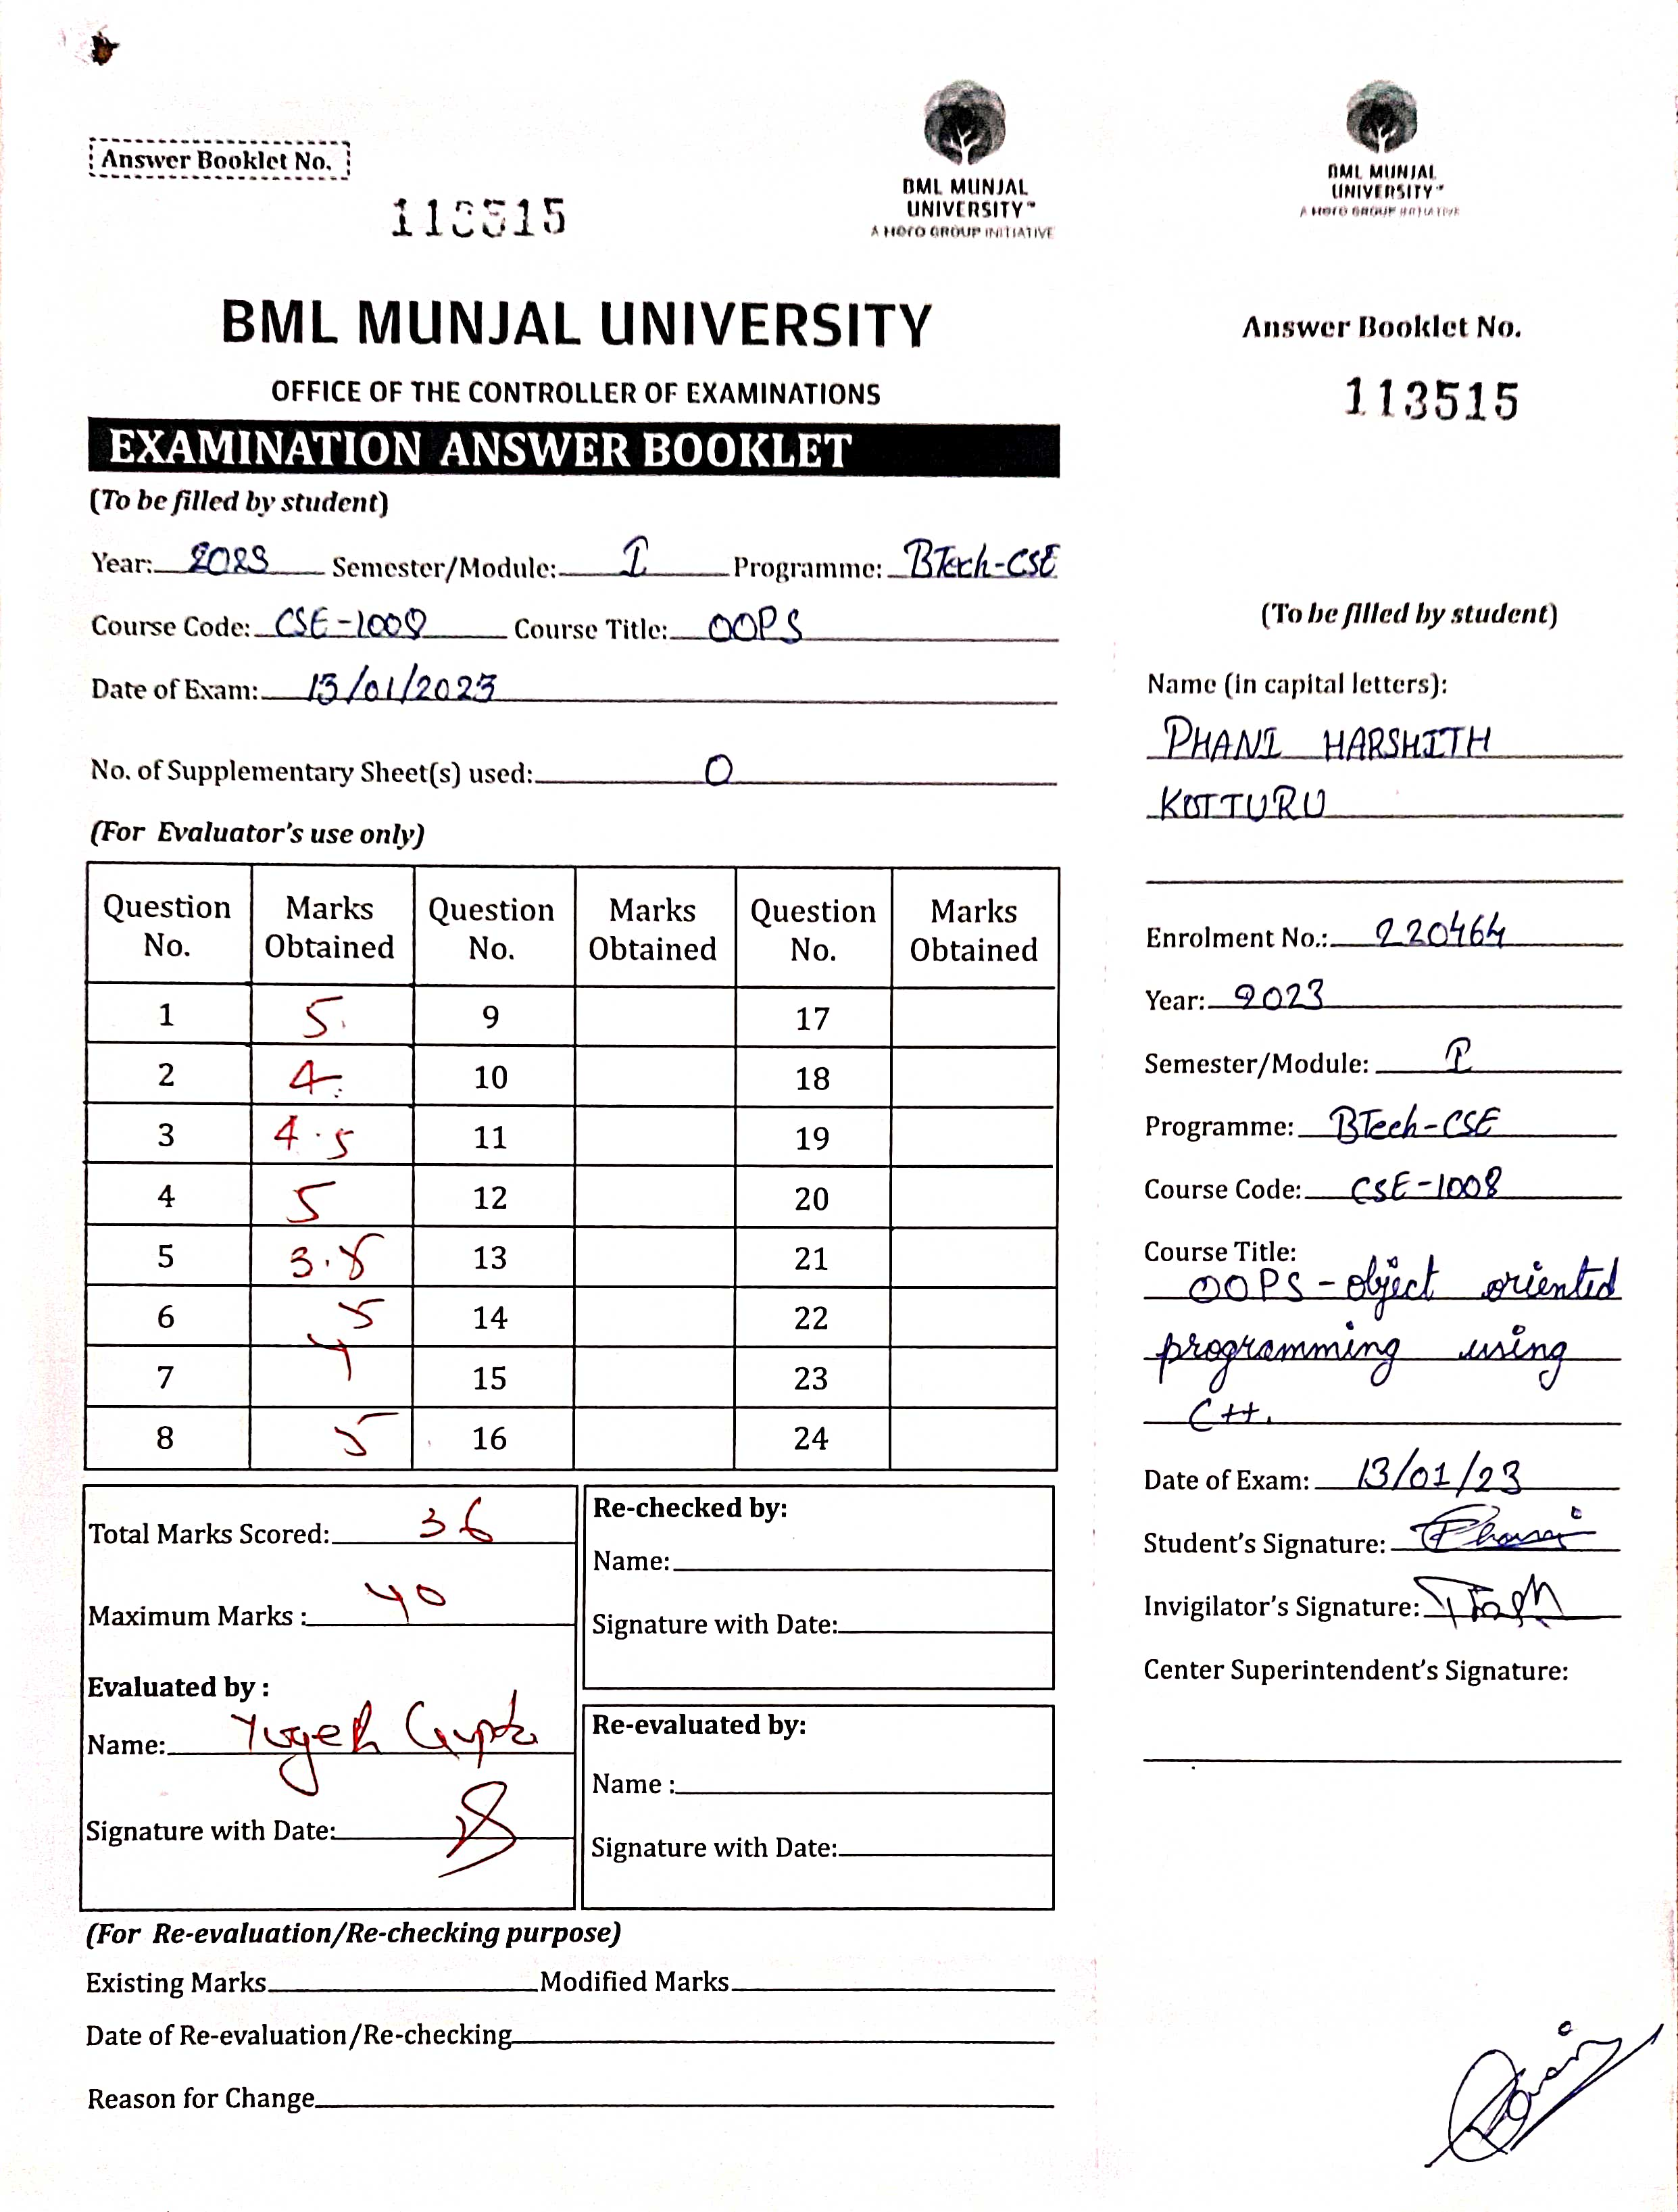 Answer Booklet No.
113515
BML MUNJAL
UNIVERSITY™
A HERO GROUP INITIATIVE
BML MUNJAL UNIVERSITY
OFFICE OF THE CONTROLLER OF EXAMINATIONS
EXAMINATION ANSWER BOOKLET
(To be filled by student)
Year: 2023 Semester/Module: I Programme: BTech-CSE
Course Code: CSE-1008 Course Title: OOPS
Date of Exam: 13/01/2023
No. of Supplementary Sheet(s) used: 0
(For Evaluator's use only)
Question No. Marks Obtained Question No. Marks Obtained Question No. Marks Obtained
1 5. 9 17
2 4. 10 18
3 4.5 11 19
4 5 12 20
5 3.5 13 21
6 5 14 22
7 4 15 23
8 5 16 24
Total Marks Scored: 36
Maximum Marks : 40
Evaluated by :
Name: Yogesh Gupta
Signature with Date:
Re-checked by:
Name:
Signature with Date:
Re-evaluated by:
Name :
Signature with Date:
(For Re-evaluation/Re-checking purpose)
Existing Marks Modified Marks
Date of Re-evaluation/Re-checking
Reason for Change
BML MUNJAL
UNIVERSITY™
A HERO GROUP INITIATIVE
Answer Booklet No.
113515
(To be filled by student)
Name (in capital letters):
PHANI HARSHITH
KOTTURU
Enrolment No.: 220464
Year: 2023
Semester/Module: I
Programme: BTech-CSE
Course Code: CSE-1008
Course Title:
OOPS - object oriented
programming using
C++.
Date of Exam: 13/01/23
Student's Signature:
Invigilator's Signature:
Center Superintendent's Signature: